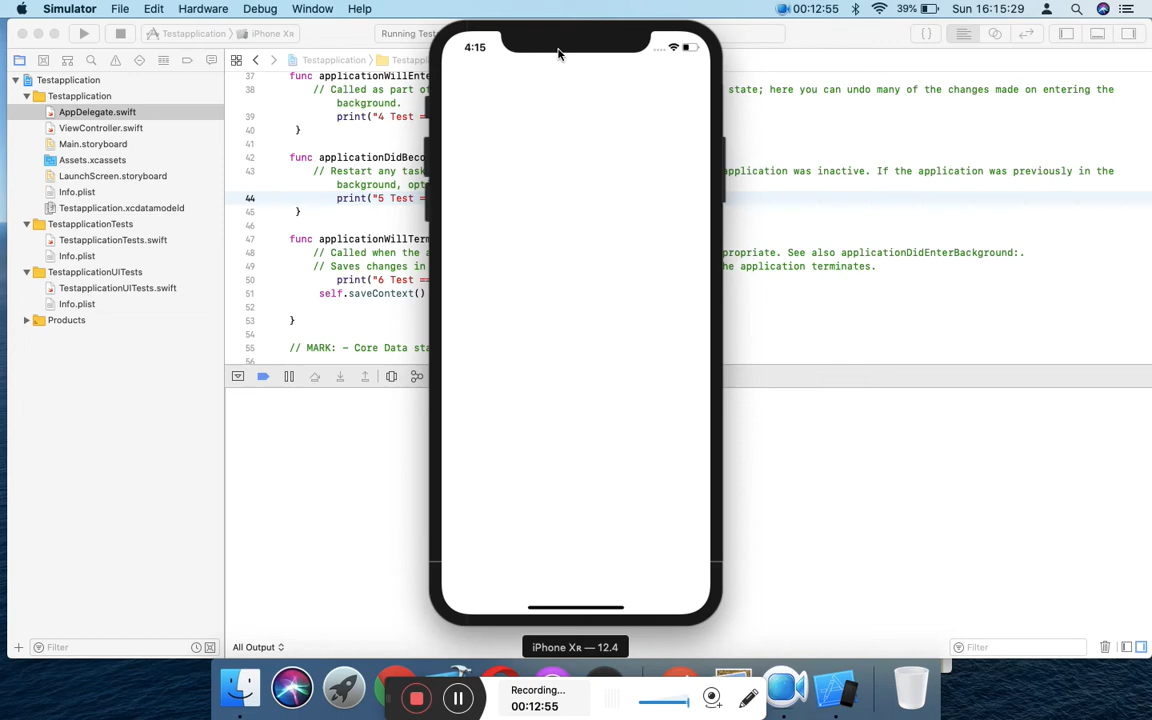 Simulator File Edit Hardware Debug Window Help 00:12:55 39% Sun 16:15:29
Testapplication iPhone XR Running Test
4:15
Testapplication Testapp
Testapplication
Testapplication
AppDelegate.swift
ViewController.swift
Main.storyboard
Assets.xcassets
LaunchScreen.storyboard
Info.plist
Testapplication.xcdatamodeld
TestapplicationTests
TestapplicationTests.swift
Info.plist
TestapplicationUITests
TestapplicationUITests.swift
Info.plist
Products
37 func applicationWillEnte
38 // Called as part of state; here you can undo many of the changes made on entering the
background.
39 print("4 Test =
40 }
41
42 func applicationDidBeco
43 // Restart any task pplication was inactive. If the application was previously in the
background, opt
44 print("5 Test =
45 }
46
47 func applicationWillTerm
48 // Called when the a propriate. See also applicationDidEnterBackground:.
49 // Saves changes in he application terminates.
50 print("6 Test =
51 self.saveContext()
52
53 }
54
55 // MARK: - Core Data sta
56
Filter
All Output
Filter
iPhone XR — 12.4
Recording...
00:12:55